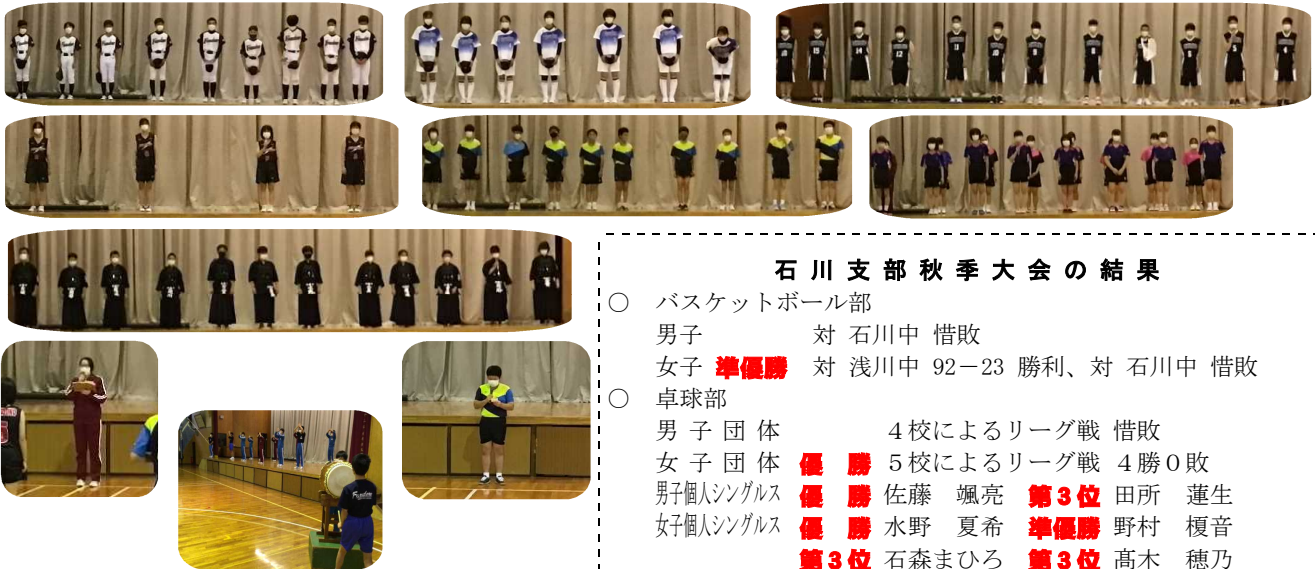 石川支部秋季大会の結果
○ バスケットボール部
男子 対 石川中 惜敗
女子 準優勝 対 浅川中 92－23 勝利、対 石川中 惜敗
○ 卓球部
男子団体 ４校によるリーグ戦 惜敗
女子団体 優 勝 ５校によるリーグ戦 ４勝０敗
男子個人シングルス 優 勝 佐藤 颯亮 第３位 田所 蓮生
女子個人シングルス 優 勝 水野 夏希 準優勝 野村 榎音
第３位 石森まひろ 第３位 髙木 穂乃